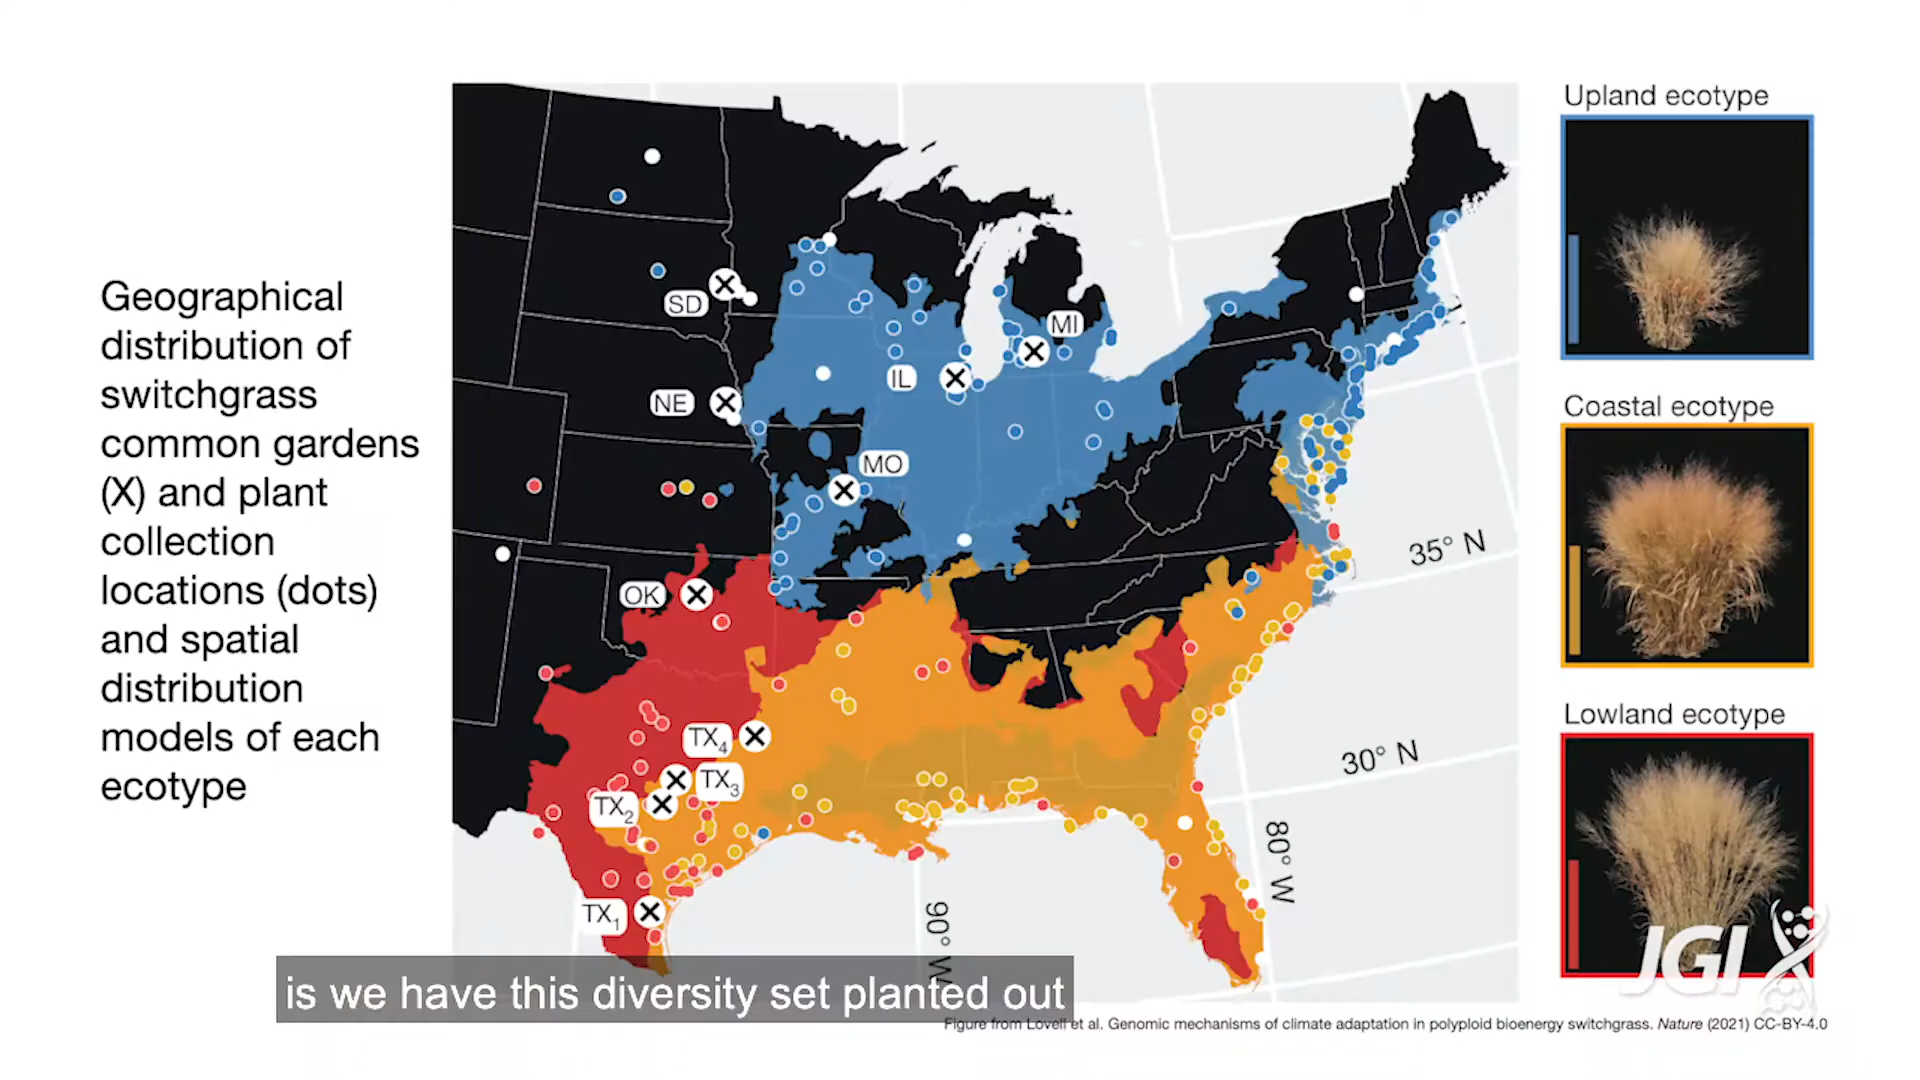 Geographical
distribution of
switchgrass
common gardens
(X) and plant
collection
locations (dots)
and spatial
distribution
models of each
ecotype
SD
MI
IL
NE
MO
OK
TX4
TX3
TX2
TX1
35° N
30° N
80° W
90° W
Upland ecotype
Coastal ecotype
Lowland ecotype
JGI
is we have this diversity set planted out
Figure from Lovell et al. Genomic mechanisms of climate adaptation in polyploid bioenergy switchgrass. Nature (2021) CC-BY-4.0